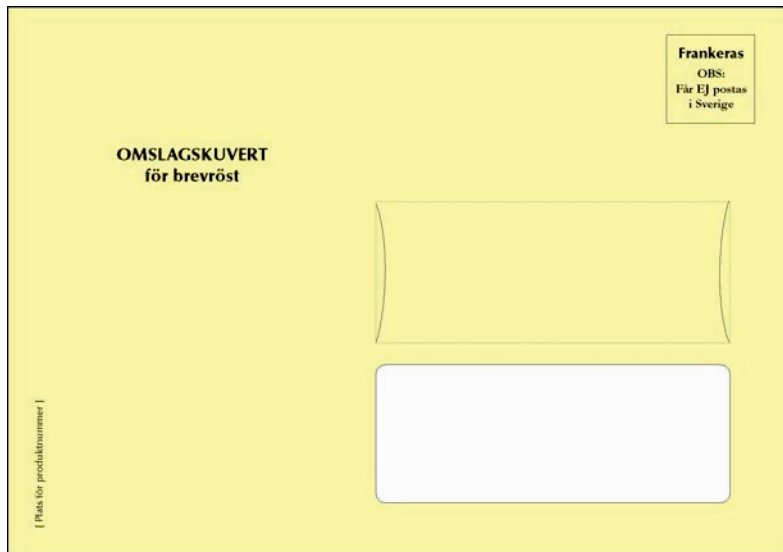 Frankeras
OBS:
Får EJ postas
i Sverige
OMSLAGSKUVERT
för brevröst
[ Plats för produktnummer ]